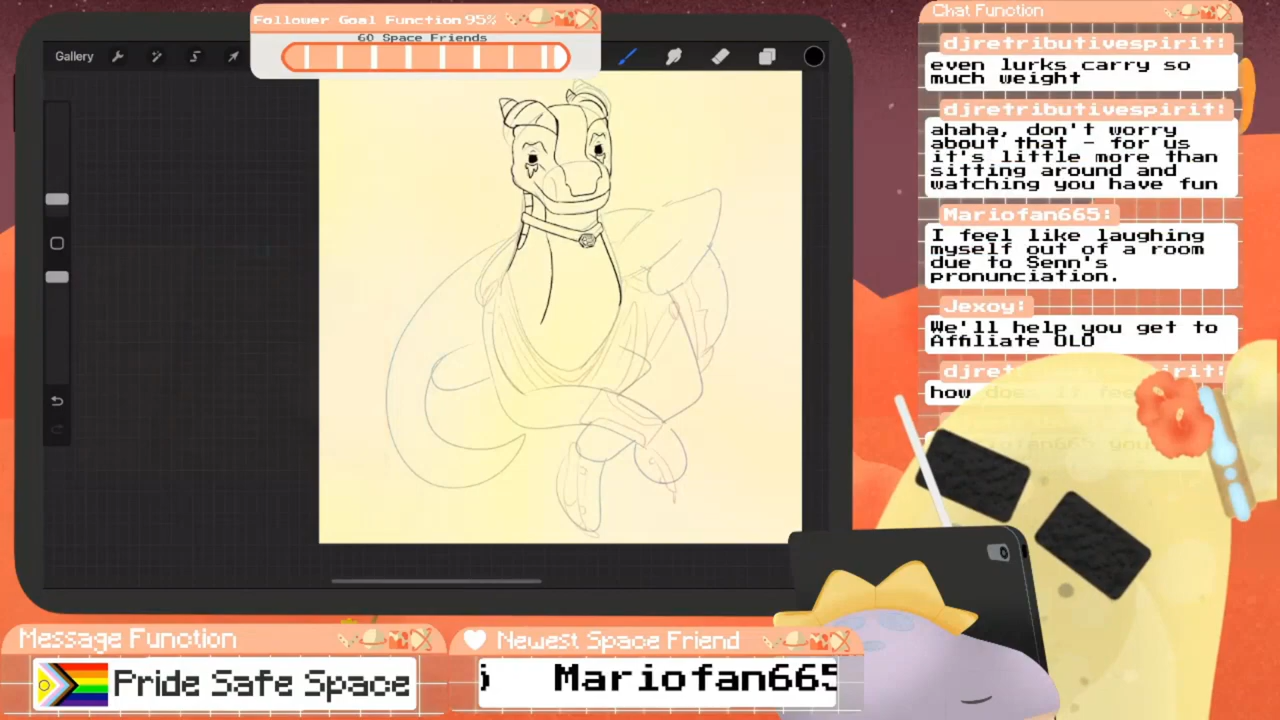 Follower Goal Function 95%
60 Space Friends
Gallery
Chat Function
djretributivespirit:
even lurks carry so
much weight
djretributivespirit:
ahaha, don't worry
about that - for us
it's little more than
sitting around and
watching you have fun
Mariofan665:
I feel like laughing
myself out of a room
due to Senn's
pronunciation.
Jexoy:
We'll help you get to
Affiliate OLO
how does it
Message Function
Pride Safe Space
Newest Space Friend
Mariofan665